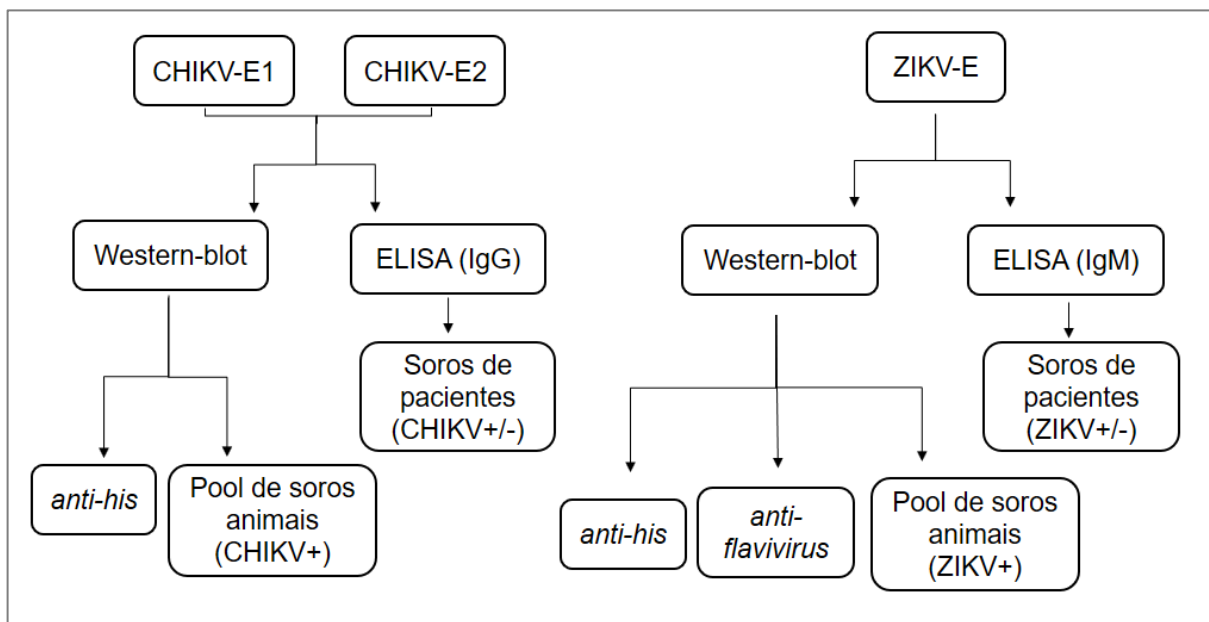 CHIKV-E1
CHIKV-E2
ZIKV-E
Western-blot
ELISA (IgG)
Western-blot
ELISA (IgM)
Soros de
pacientes
(CHIKV+/-)
Soros de
pacientes
(ZIKV+/-)
anti-his
Pool de soros
animais
(CHIKV+)
anti-his
anti-
flavivirus
Pool de soros
animais
(ZIKV+)